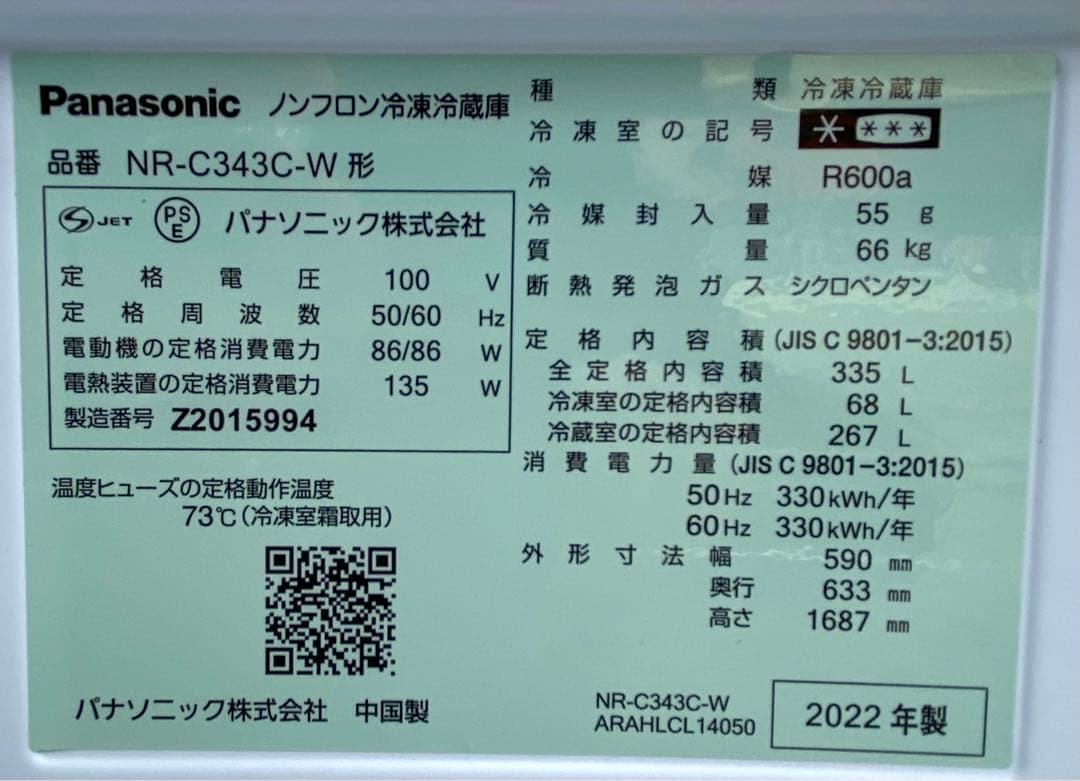 Panasonic ノンフロン冷凍冷蔵庫
品番 NR-C343C-W 形
JET PSE パナソニック株式会社
定格電圧 100 V
定格周波数 50/60 Hz
電動機の定格消費電力 86/86 W
電熱装置の定格消費電力 135 W
製造番号 Z2015994
温度ヒューズの定格動作温度
73℃(冷凍室霜取用)
パナソニック株式会社 中国製
種類 冷凍冷蔵庫
冷凍室の記号 * ***
冷媒 R600a
冷媒封入量 55 g
質量 66 kg
断熱発泡ガス シクロペンタン
定格内容積 (JIS C 9801-3:2015)
全定格内容積 335 L
冷凍室の定格内容積 68 L
冷蔵室の定格内容積 267 L
消費電力量 (JIS C 9801-3:2015)
50Hz 330kWh/年
60Hz 330kWh/年
外形寸法 幅 590 mm
奥行 633 mm
高さ 1687 mm
NR-C343C-W
ARAHLCL14050
2022年製